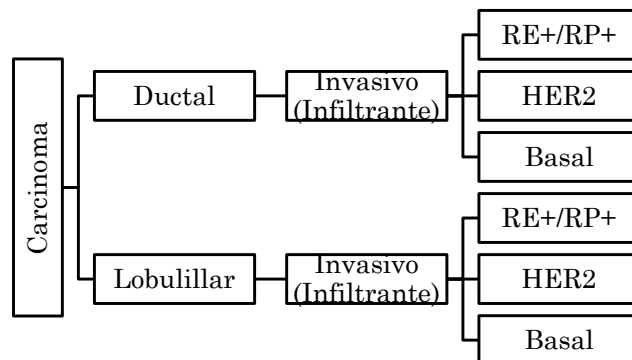 Carcinoma
Ductal
Invasivo
(Infiltrante)
RE+/RP+
HER2
Basal
Lobulillar
Invasivo
(Infiltrante)
RE+/RP+
HER2
Basal